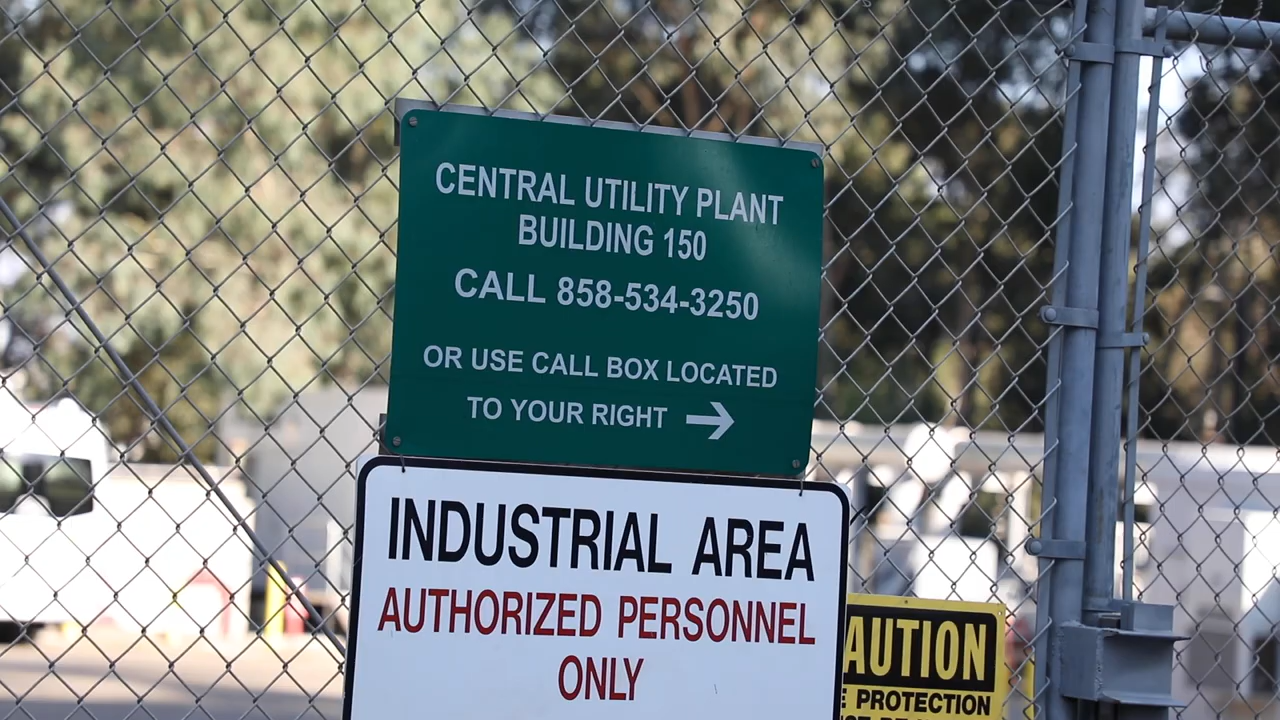 CENTRAL UTILITY PLANT
BUILDING 150
CALL 858-534-3250
OR USE CALL BOX LOCATED
TO YOUR RIGHT →
INDUSTRIAL AREA
AUTHORIZED PERSONNEL
ONLY
AUTION
PROTECTION